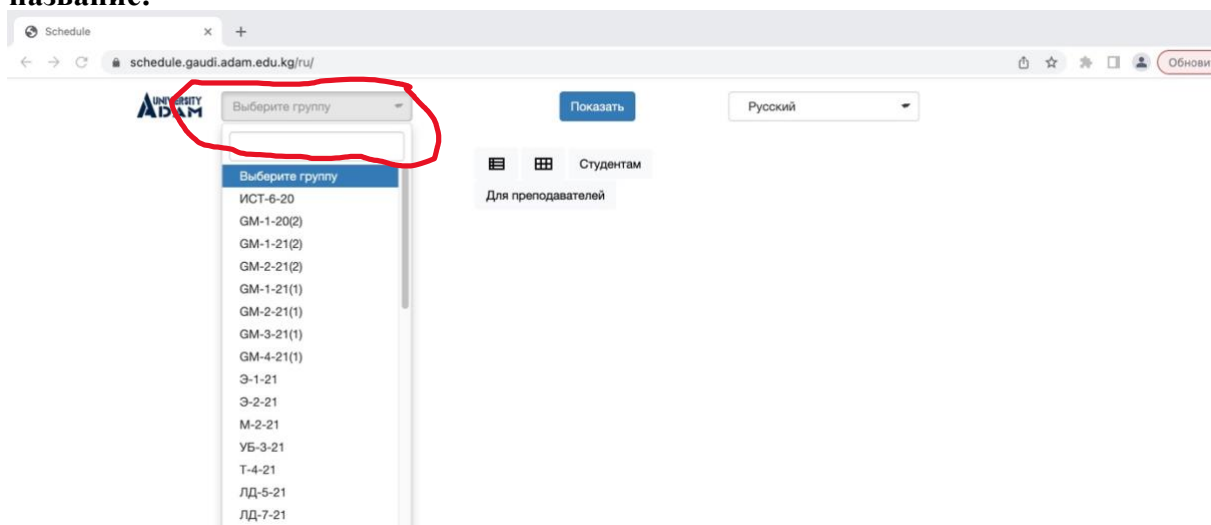 название:
Schedule
schedule.gaudi.adam.edu.kg/ru/
Обнови
UNIVERSITY
ADAM
Выберите группу
Показать
Русский
Выберите группу
Студентам
Для преподавателей
ИСТ-6-20
GM-1-20(2)
GM-1-21(2)
GM-2-21(2)
GM-1-21(1)
GM-2-21(1)
GM-3-21(1)
GM-4-21(1)
Э-1-21
Э-2-21
М-2-21
УБ-3-21
Т-4-21
ЛД-5-21
ЛД-7-21